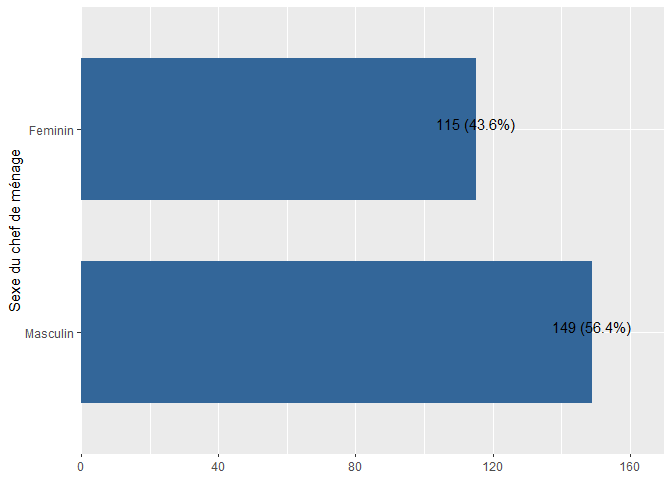 Sexe du chef de ménage
Feminin
115 (43.6%)
Masculin
149 (56.4%)
0
40
80
120
160